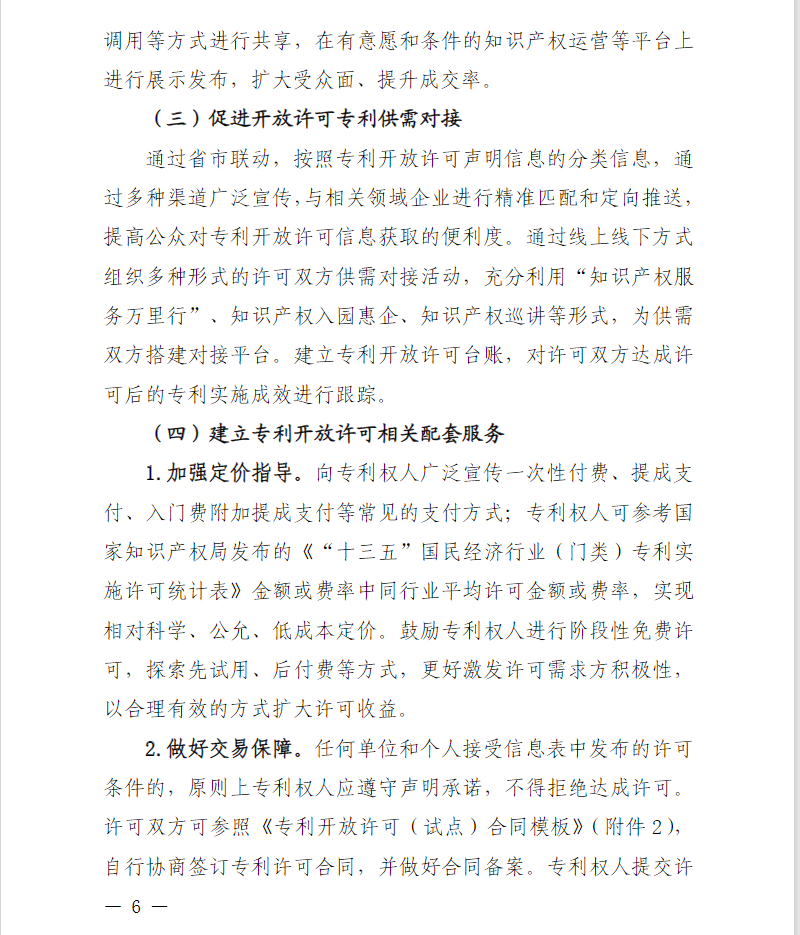 调用等方式进行共享，在有意愿和条件的知识产权运营等平台上
进行展示发布，扩大受众面、提升成交率。
（三）促进开放许可专利供需对接
通过省市联动，按照专利开放许可声明信息的分类信息，通
过多种渠道广泛宣传，与相关领域企业进行精准匹配和定向推送，
提高公众对专利开放许可信息获取的便利度。通过线上线下方式
组织多种形式的许可双方供需对接活动，充分利用“知识产权服
务万里行”、知识产权入园惠企、知识产权巡讲等形式，为供需
双方搭建对接平台。建立专利开放许可台账，对许可双方达成许
可后的专利实施成效进行跟踪。
（四）建立专利开放许可相关配套服务
1.加强定价指导。向专利权人广泛宣传一次性付费、提成支
付、入门费附加提成支付等常见的支付方式；专利权人可参考国
家知识产权局发布的《“十三五”国民经济行业（门类）专利实
施许可统计表》金额或费率中同行业平均许可金额或费率，实现
相对科学、公允、低成本定价。鼓励专利权人进行阶段性免费许
可，探索先试用、后付费等方式，更好激发许可需求方积极性，
以合理有效的方式扩大许可收益。
2.做好交易保障。任何单位和个人接受信息表中发布的许可
条件的，原则上专利权人应遵守声明承诺，不得拒绝达成许可。
许可双方可参照《专利开放许可（试点）合同模板》（附件2），
自行协商签订专利许可合同，并做好合同备案。专利权人提交许
— 6 —